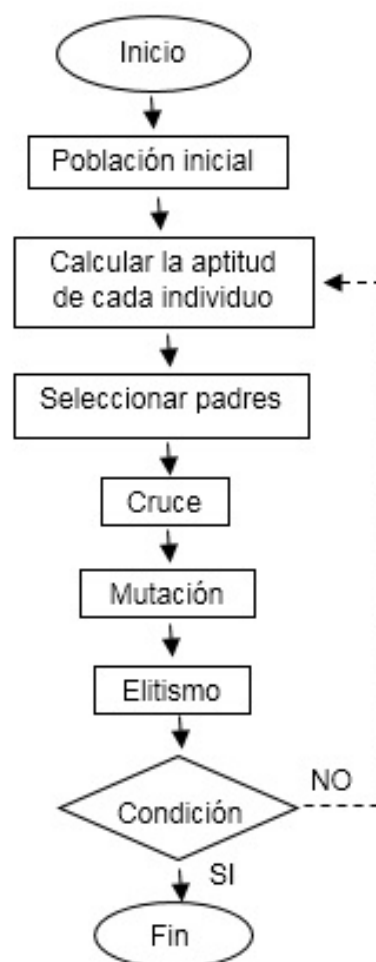 Inicio
Población inicial
Calcular la aptitud
de cada individuo
Seleccionar padres
Cruce
Mutación
Elitismo
Condición
NO
SI
Fin